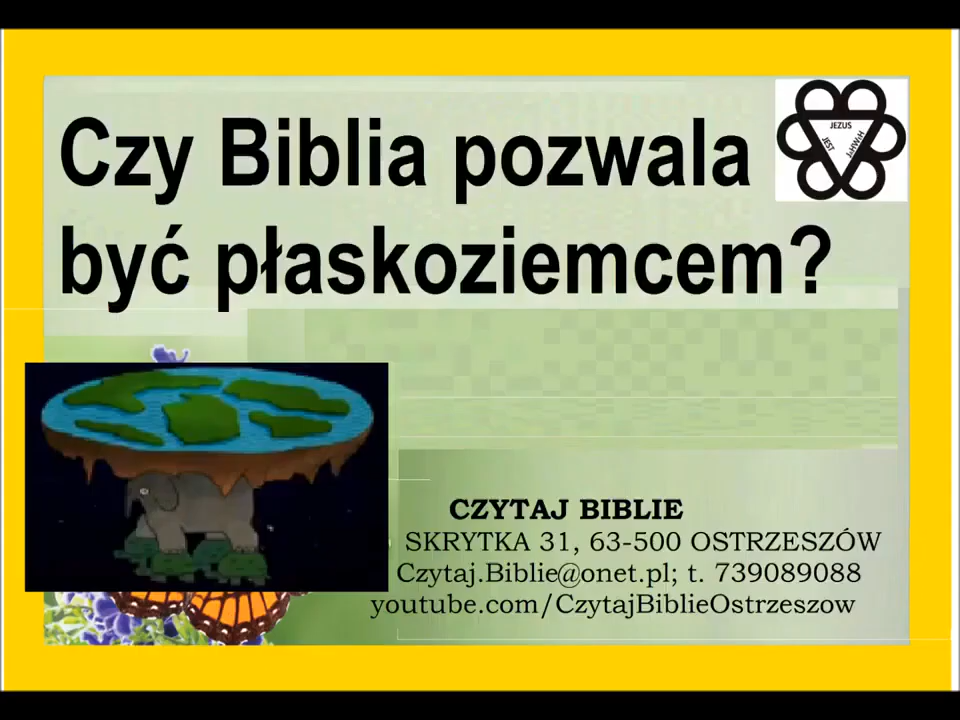 Czy Biblia pozwala
być płaskoziemcem?
JEZUS
JEST
JaHWeH
CZYTAJ BIBLIE
SKRYTKA 31, 63-500 OSTRZESZÓW
Czytaj.Biblie@onet.pl; t. 739089088
youtube.com/CzytajBiblieOstrzeszow